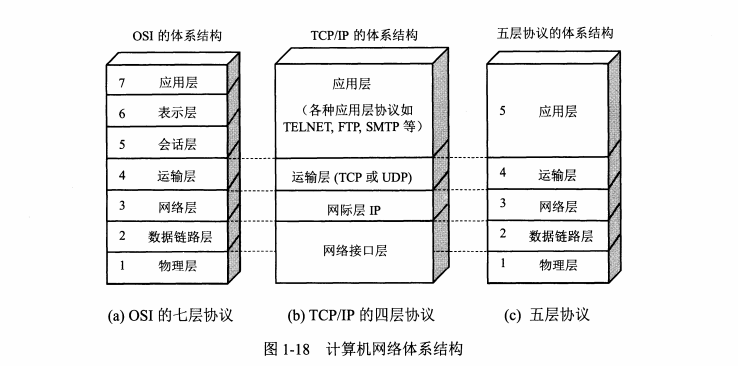 OSI 的体系结构
7 应用层
6 表示层
5 会话层
4 运输层
3 网络层
2 数据链路层
1 物理层
(a) OSI 的七层协议
TCP/IP 的体系结构
应用层
（各种应用层协议如
TELNET, FTP, SMTP 等）
运输层 (TCP 或 UDP)
网际层 IP
网络接口层
(b) TCP/IP 的四层协议
五层协议的体系结构
5 应用层
4 运输层
3 网络层
2 数据链路层
1 物理层
(c) 五层协议
图 1-18 计算机网络体系结构